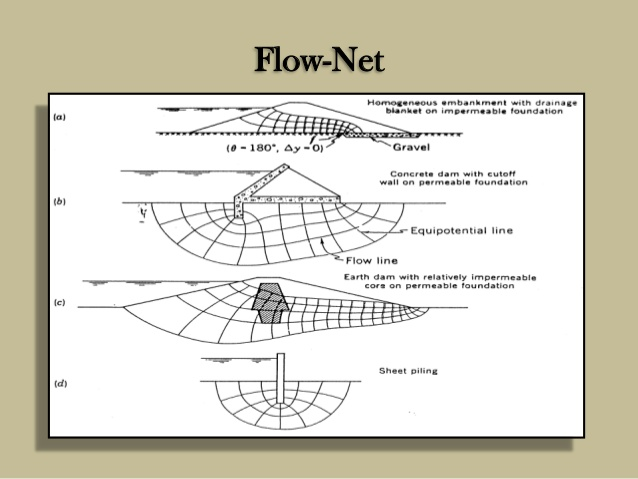 Flow-Net
(a)
Homogeneous embankment with drainage
blanket on impermeable foundation
(θ = 180°, Δy = 0)
Gravel
(b)
Concrete dam with cutoff
wall on permeable foundation
Equipotential line
Flow line
(c)
Earth dam with relatively impermeable
core on permeable foundation
(d)
Sheet piling